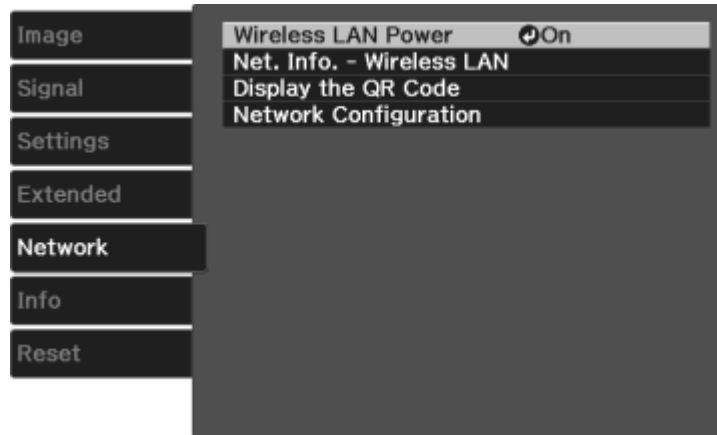 Image
Signal
Settings
Extended
Network
Info
Reset
Wireless LAN Power On
Net. Info. - Wireless LAN
Display the QR Code
Network Configuration